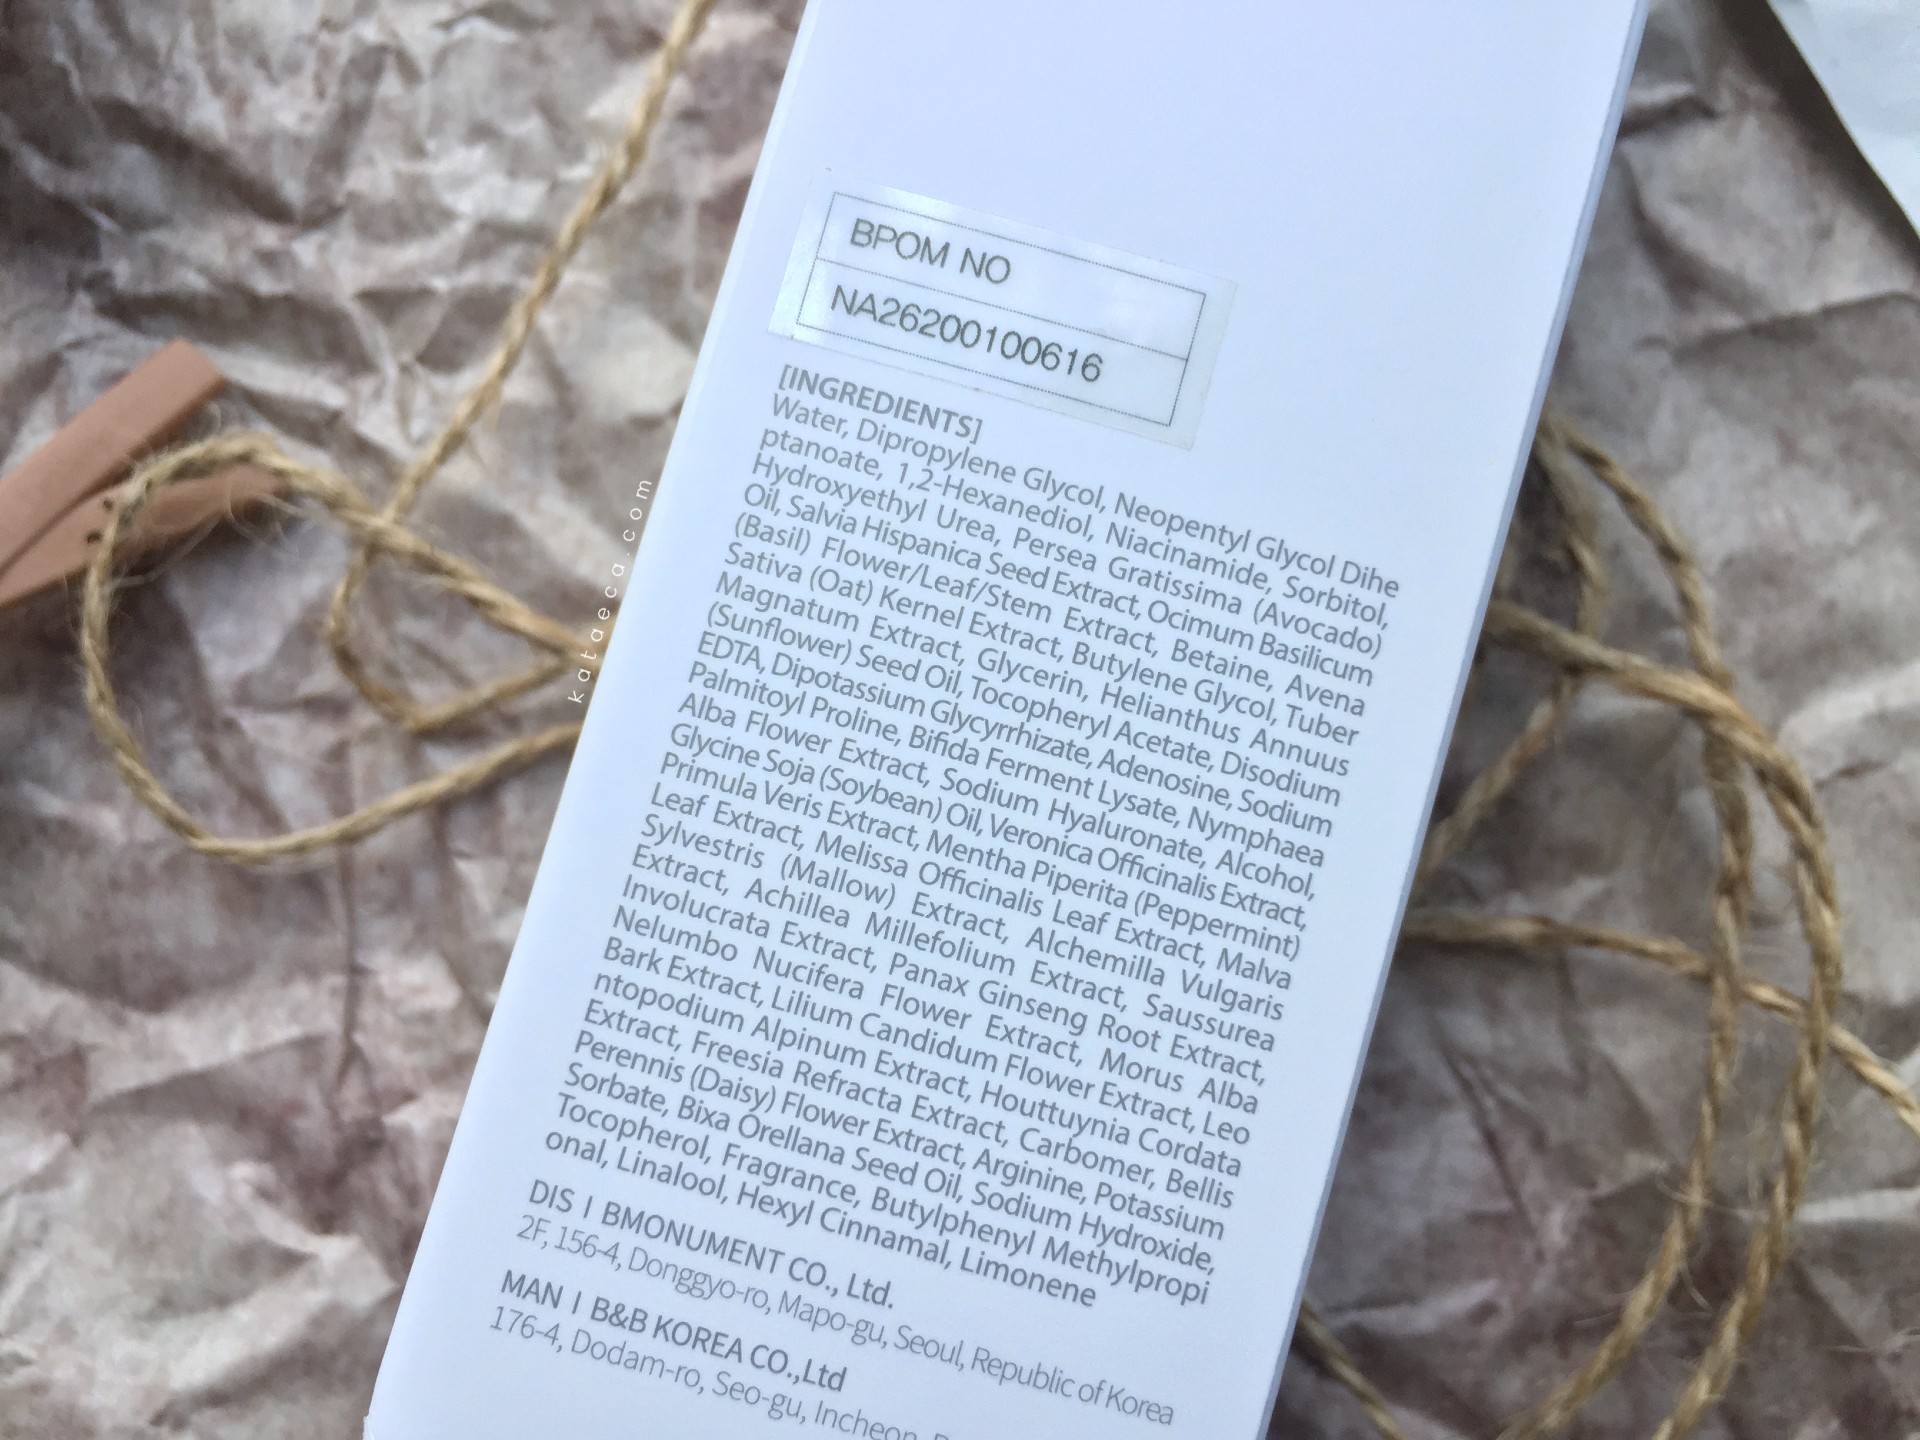 BPOM NO
NA26200100616
[INGREDIENTS]
Water, Dipropylene Glycol, Neopentyl Glycol Dihe
ptanoate, 1,2-Hexanediol, Niacinamide, Sorbitol,
Hydroxyethyl Urea, Persea Gratissima (Avocado)
Oil, Salvia Hispanica Seed Extract, Ocimum Basilicum
(Basil) Flower/Leaf/Stem Extract, Betaine, Avena
Sativa (Oat) Kernel Extract, Butylene Glycol, Tuber
Magnatum Extract, Glycerin, Helianthus Annuus
(Sunflower) Seed Oil, Tocopheryl Acetate, Disodium
EDTA, Dipotassium Glycyrrhizate, Adenosine, Sodium
Palmitoyl Proline, Bifida Ferment Lysate, Nymphaea
Alba Flower Extract, Sodium Hyaluronate, Alcohol,
Glycine Soja (Soybean) Oil, Veronica Officinalis Extract,
Primula Veris Extract, Mentha Piperita (Peppermint)
Leaf Extract, Melissa Officinalis Leaf Extract, Malva
Sylvestris (Mallow) Extract, Alchemilla Vulgaris
Extract, Achillea Millefolium Extract, Saussurea
Involucrata Extract, Panax Ginseng Root Extract,
Nelumbo Nucifera Flower Extract, Morus Alba
Bark Extract, Lilium Candidum Flower Extract, Leo
ntopodium Alpinum Extract, Houttuynia Cordata
Extract, Freesia Refracta Extract, Carbomer, Bellis
Perennis (Daisy) Flower Extract, Arginine, Potassium
Sorbate, Bixa Orellana Seed Oil, Sodium Hydroxide,
Tocopherol, Fragrance, Butylphenyl Methylpropi
onal, Linalool, Hexyl Cinnamal, Limonene
DIS I BMONUMENT CO., Ltd.
2F, 156-4, Donggyo-ro, Mapo-gu, Seoul, Republic of Korea
MAN I B&B KOREA CO.,Ltd
176-4, Dodam-ro, Seo-gu, Incheon,
kataeca.com